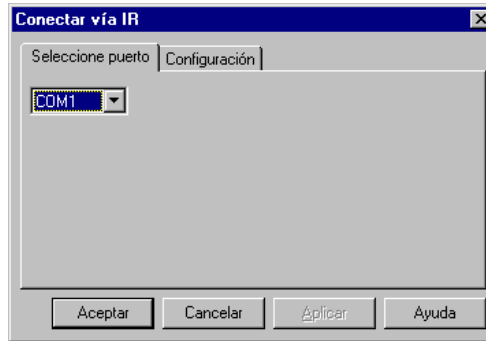 Conectar vía IR
Seleccione puerto Configuración
COM1
Aceptar Cancelar Aplicar Ayuda